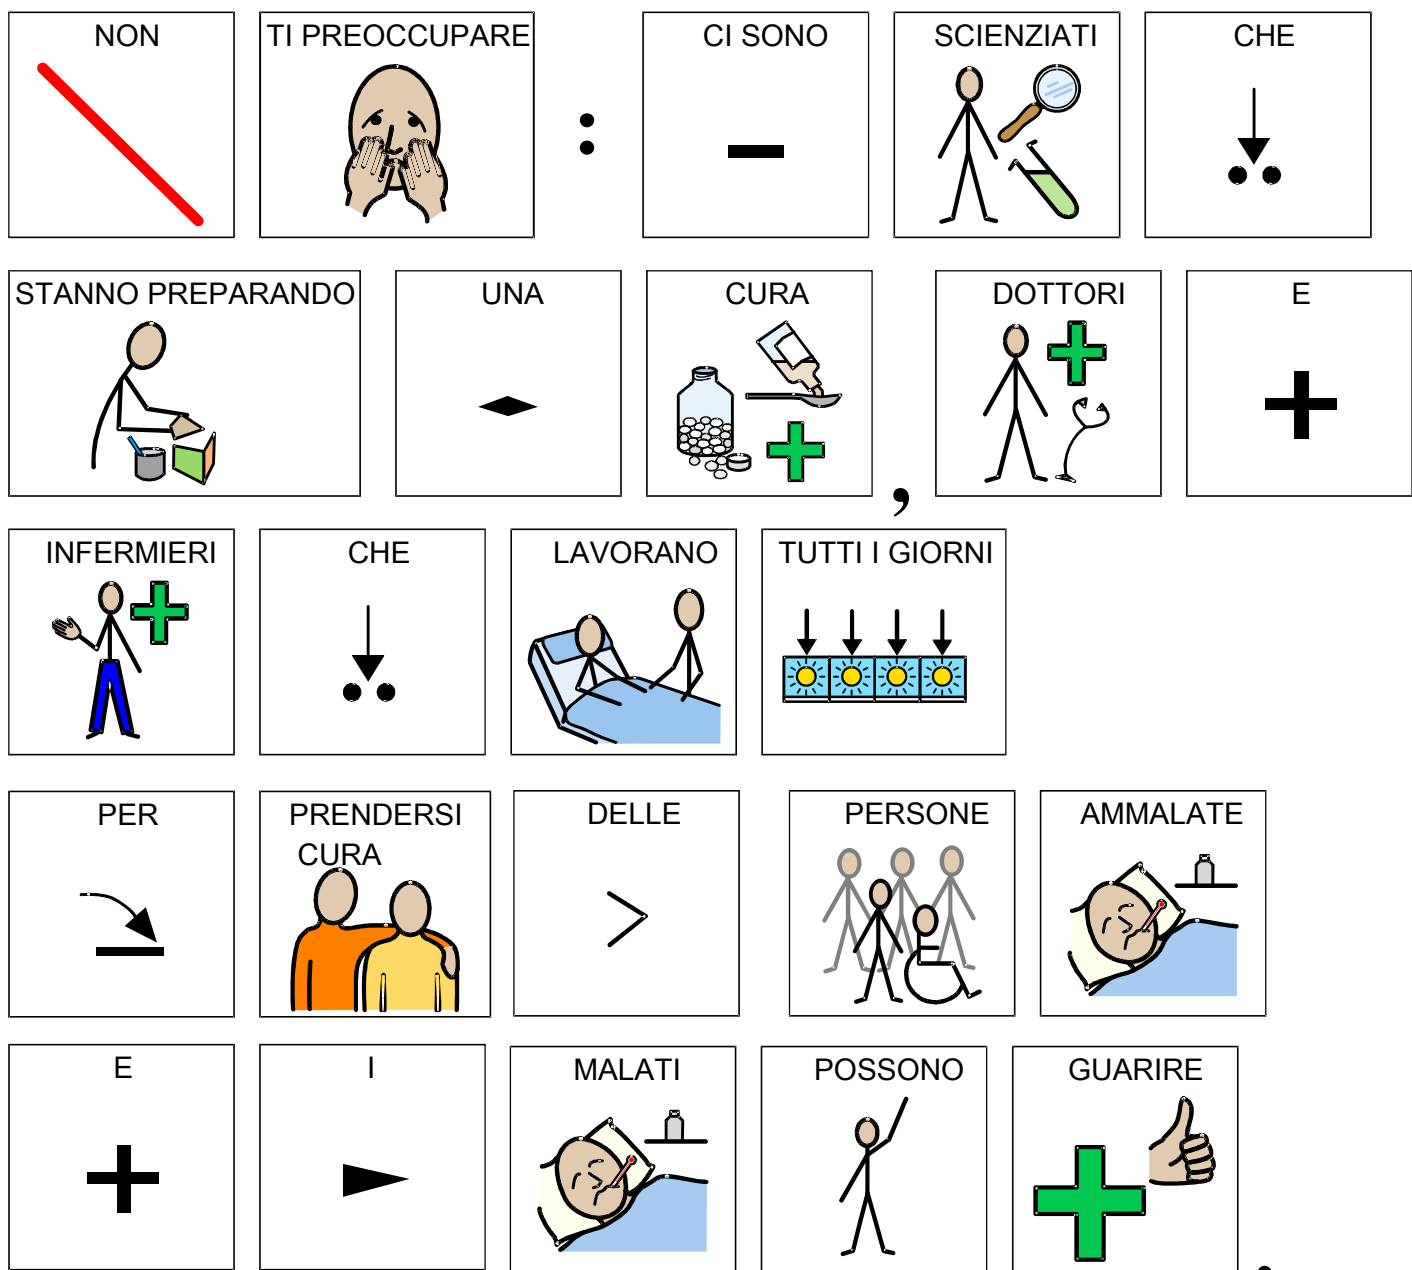 NON TI PREOCCUPARE : CI SONO SCIENZIATI CHE
STANNO PREPARANDO UNA CURA , DOTTORI E
INFERMIERI CHE LAVORANO TUTTI I GIORNI
PER PRENDERSI CURA DELLE PERSONE AMMALATE
E I MALATI POSSONO GUARIRE